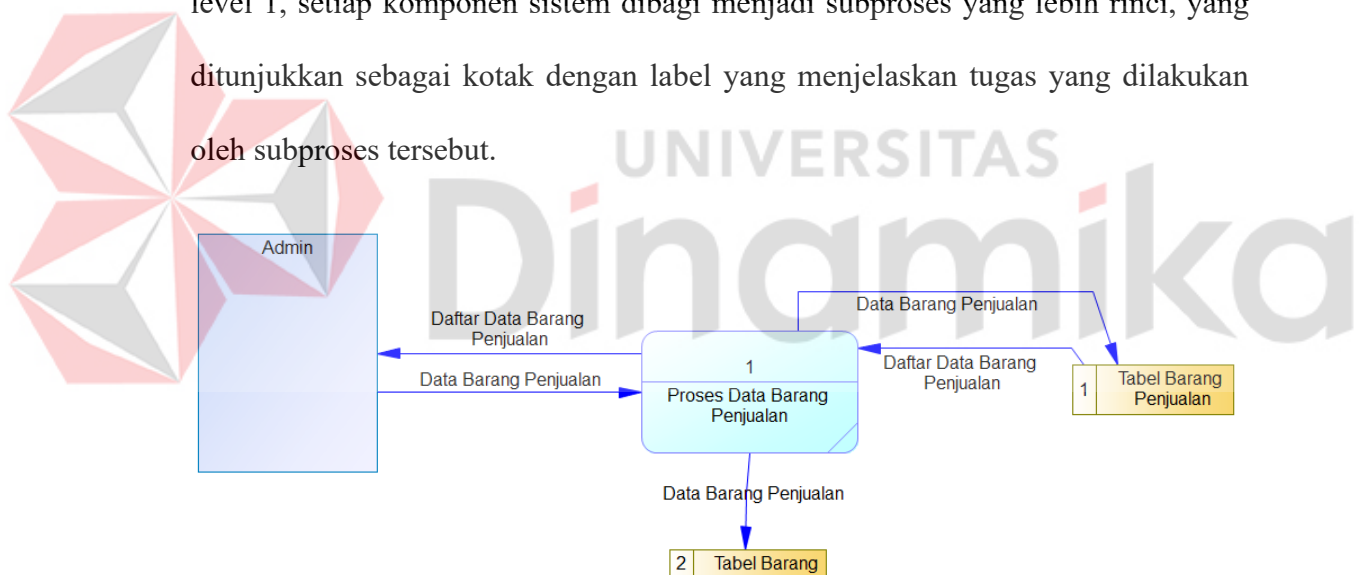 level 1, setiap komponen sistem dibagi menjadi subproses yang lebih rinci, yang
ditunjukkan sebagai kotak dengan label yang menjelaskan tugas yang dilakukan
oleh subproses tersebut.
UNIVERSITAS
Dinamika
Admin
Daftar Data Barang
Penjualan
Data Barang Penjualan
1
Proses Data Barang
Penjualan
Data Barang Penjualan
Daftar Data Barang
Penjualan
1
Tabel Barang
Penjualan
Data Barang Penjualan
2 Tabel Barang